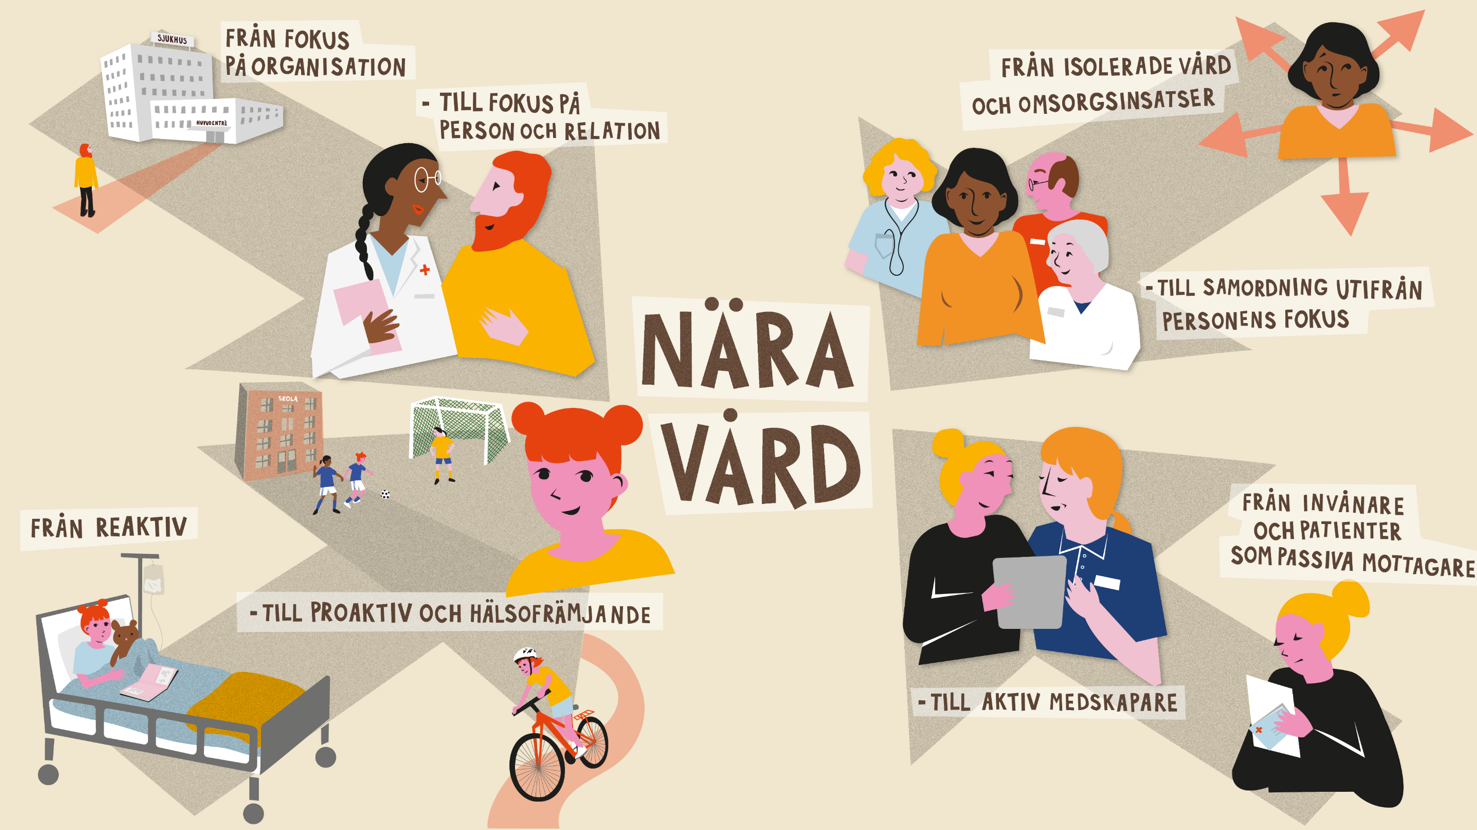 SJUKHUS
HUVUDENTRÉ
FRÅN FOKUS
PÅ ORGANISATION
- TILL FOKUS PÅ
PERSON OCH RELATION
FRÅN ISOLERADE VÅRD
OCH OMSORGSINSATSER
- TILL SAMORDNING UTIFRÅN
PERSONENS FOKUS
NÄRA
VÅRD
SKOLA
FRÅN REAKTIV
- TILL PROAKTIV OCH HÄLSOFRÄMJANDE
FRÅN INVÅNARE
OCH PATIENTER
SOM PASSIVA MOTTAGARE
- TILL AKTIV MEDSKAPARE